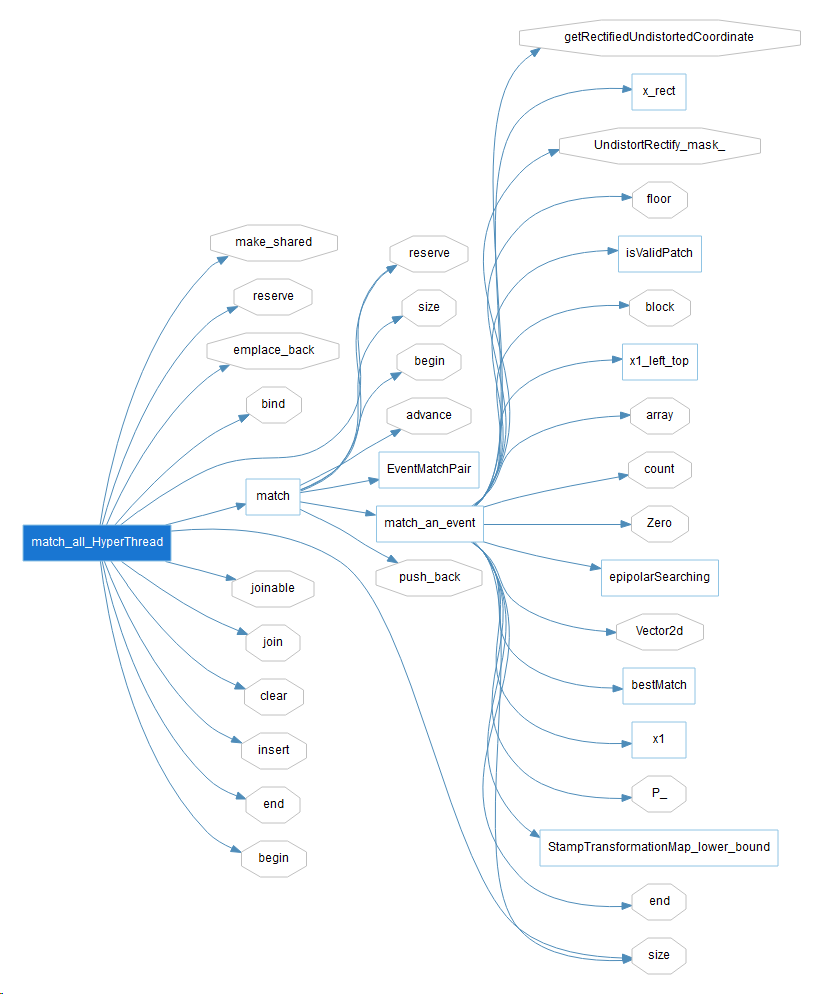 match_all_HyperThread
make_shared
reserve
emplace_back
bind
match
joinable
join
clear
insert
end
begin
reserve
size
begin
advance
EventMatchPair
match_an_event
push_back
getRectifiedUndistortedCoordinate
x_rect
UndistortRectify_mask_
floor
isValidPatch
block
x1_left_top
array
count
Zero
epipolarSearching
Vector2d
bestMatch
x1
P_
StampTransformationMap_lower_bound
end
size